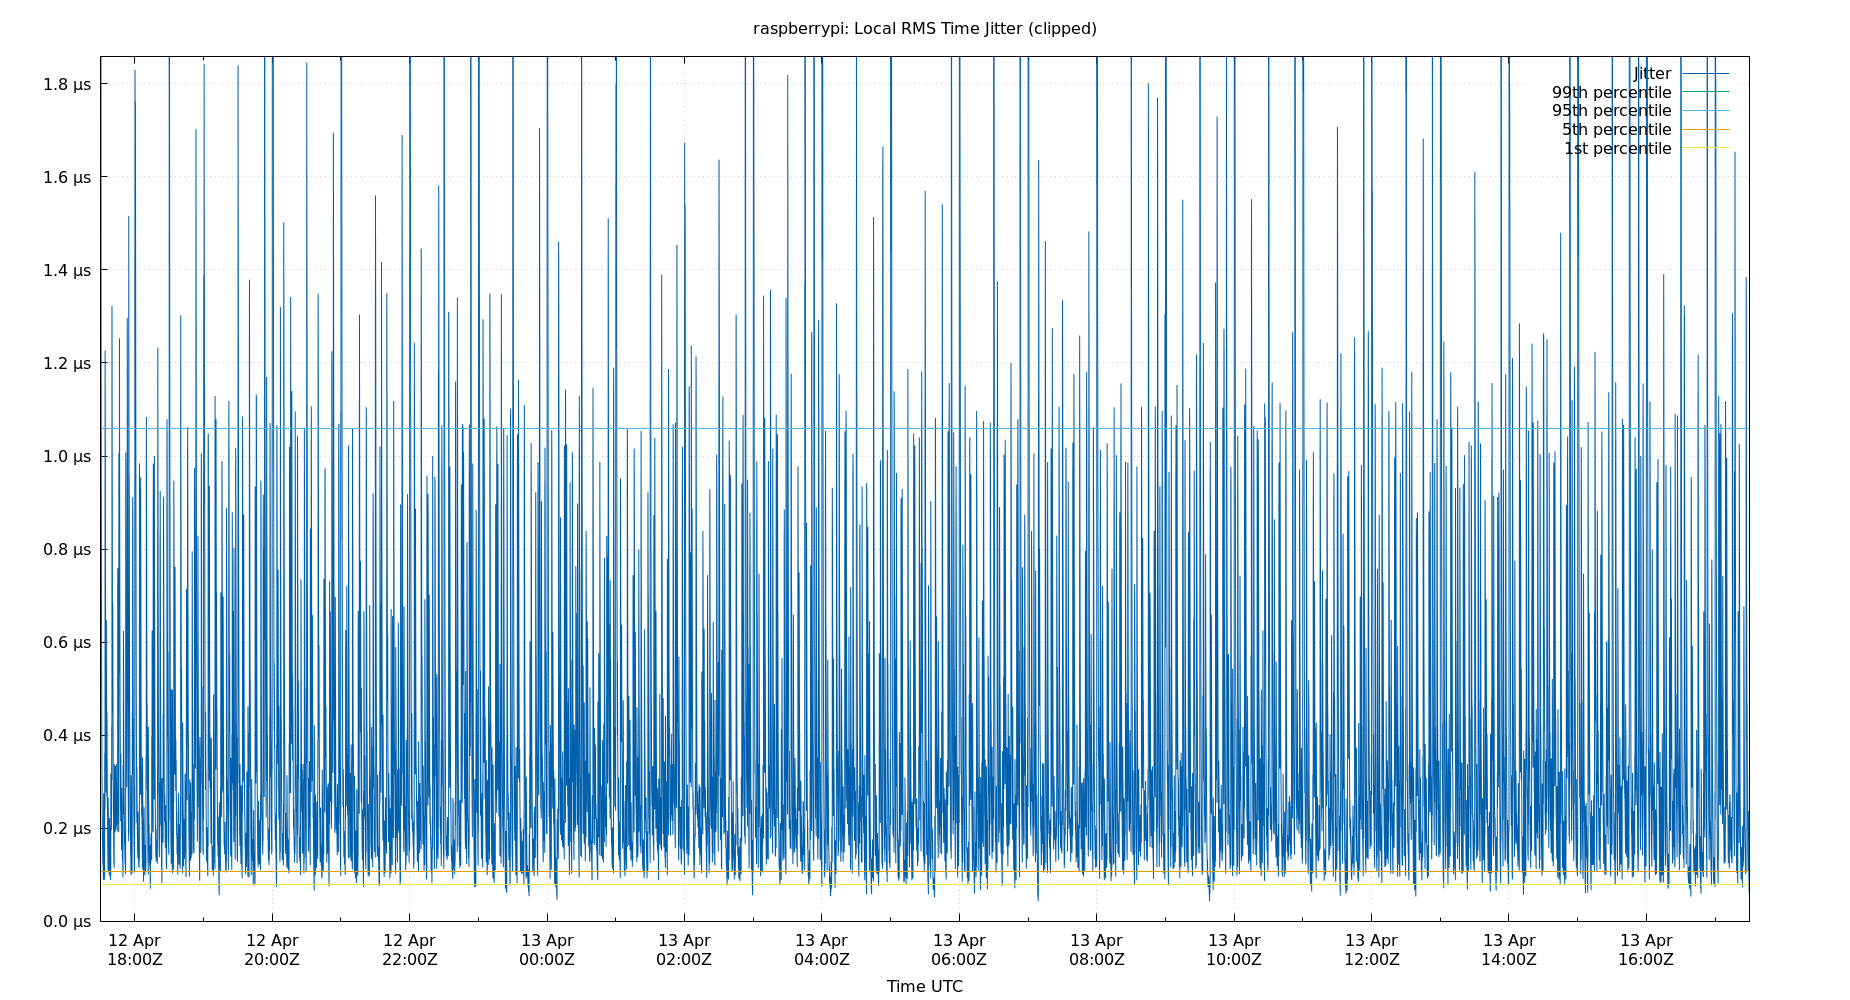 raspberrypi: Local RMS Time Jitter (clipped)
Jitter
99th percentile
95th percentile
5th percentile
1st percentile
1.8 µs
1.6 µs
1.4 µs
1.2 µs
1.0 µs
0.8 µs
0.6 µs
0.4 µs
0.2 µs
0.0 µs
12 Apr 12 Apr 12 Apr 13 Apr 13 Apr 13 Apr 13 Apr 13 Apr 13 Apr 13 Apr 13 Apr 13 Apr
18:00Z 20:00Z 22:00Z 00:00Z 02:00Z 04:00Z 06:00Z 08:00Z 10:00Z 12:00Z 14:00Z 16:00Z
Time UTC